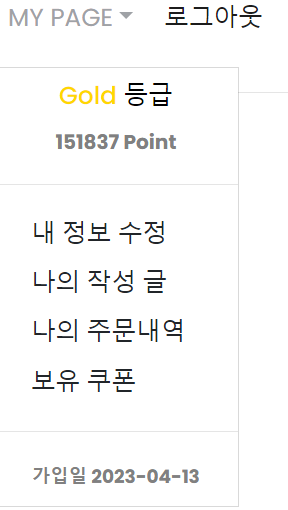 MY PAGE 로그아웃
Gold 등급
151837 Point
내 정보 수정
나의 작성 글
나의 주문내역
보유 쿠폰
가입일 2023-04-13